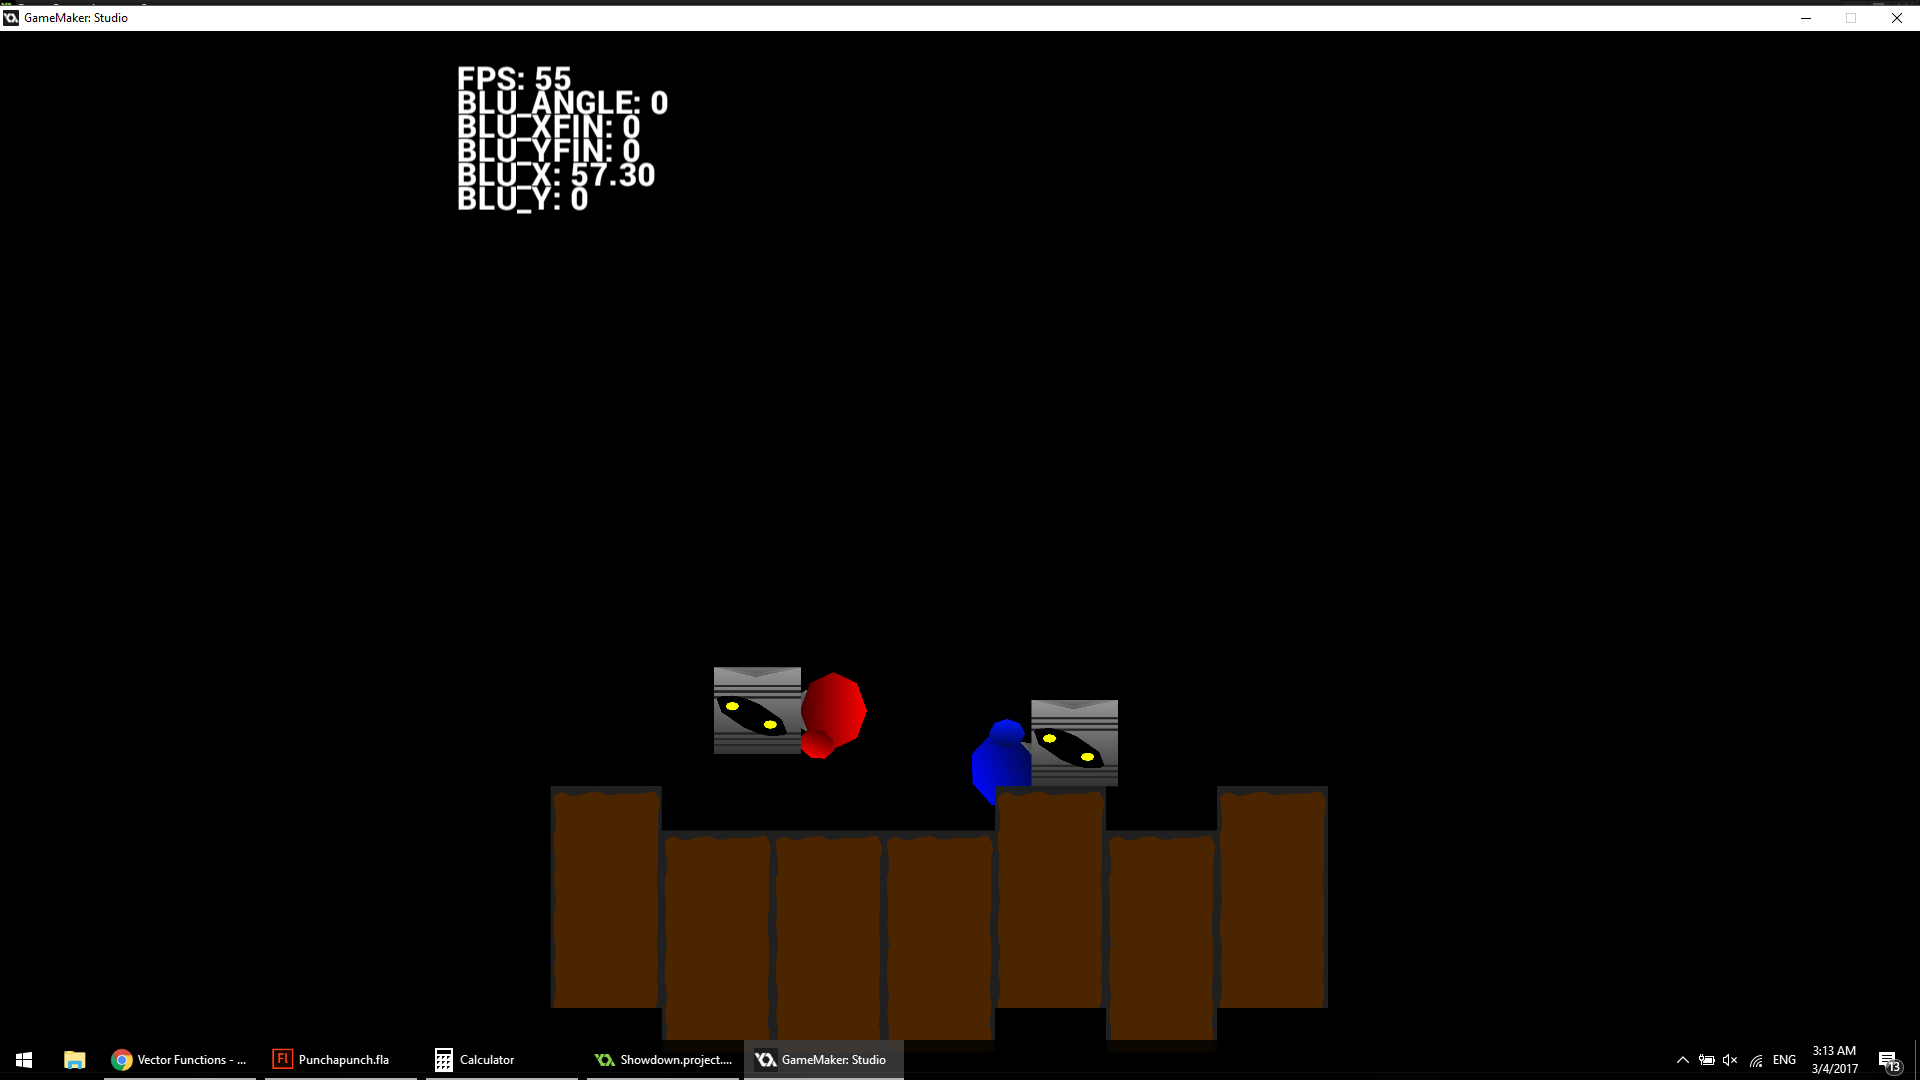 GameMaker: Studio
FPS: 55
BLU_ANGLE: 0
BLU_XFIN: 0
BLU_YFIN: 0
BLU_X: 57.30
BLU_Y: 0
Vector Functions - ...
Punchapunch.fla
Calculator
Showdown.project....
GameMaker: Studio
ENG
3:13 AM
3/4/2017
13